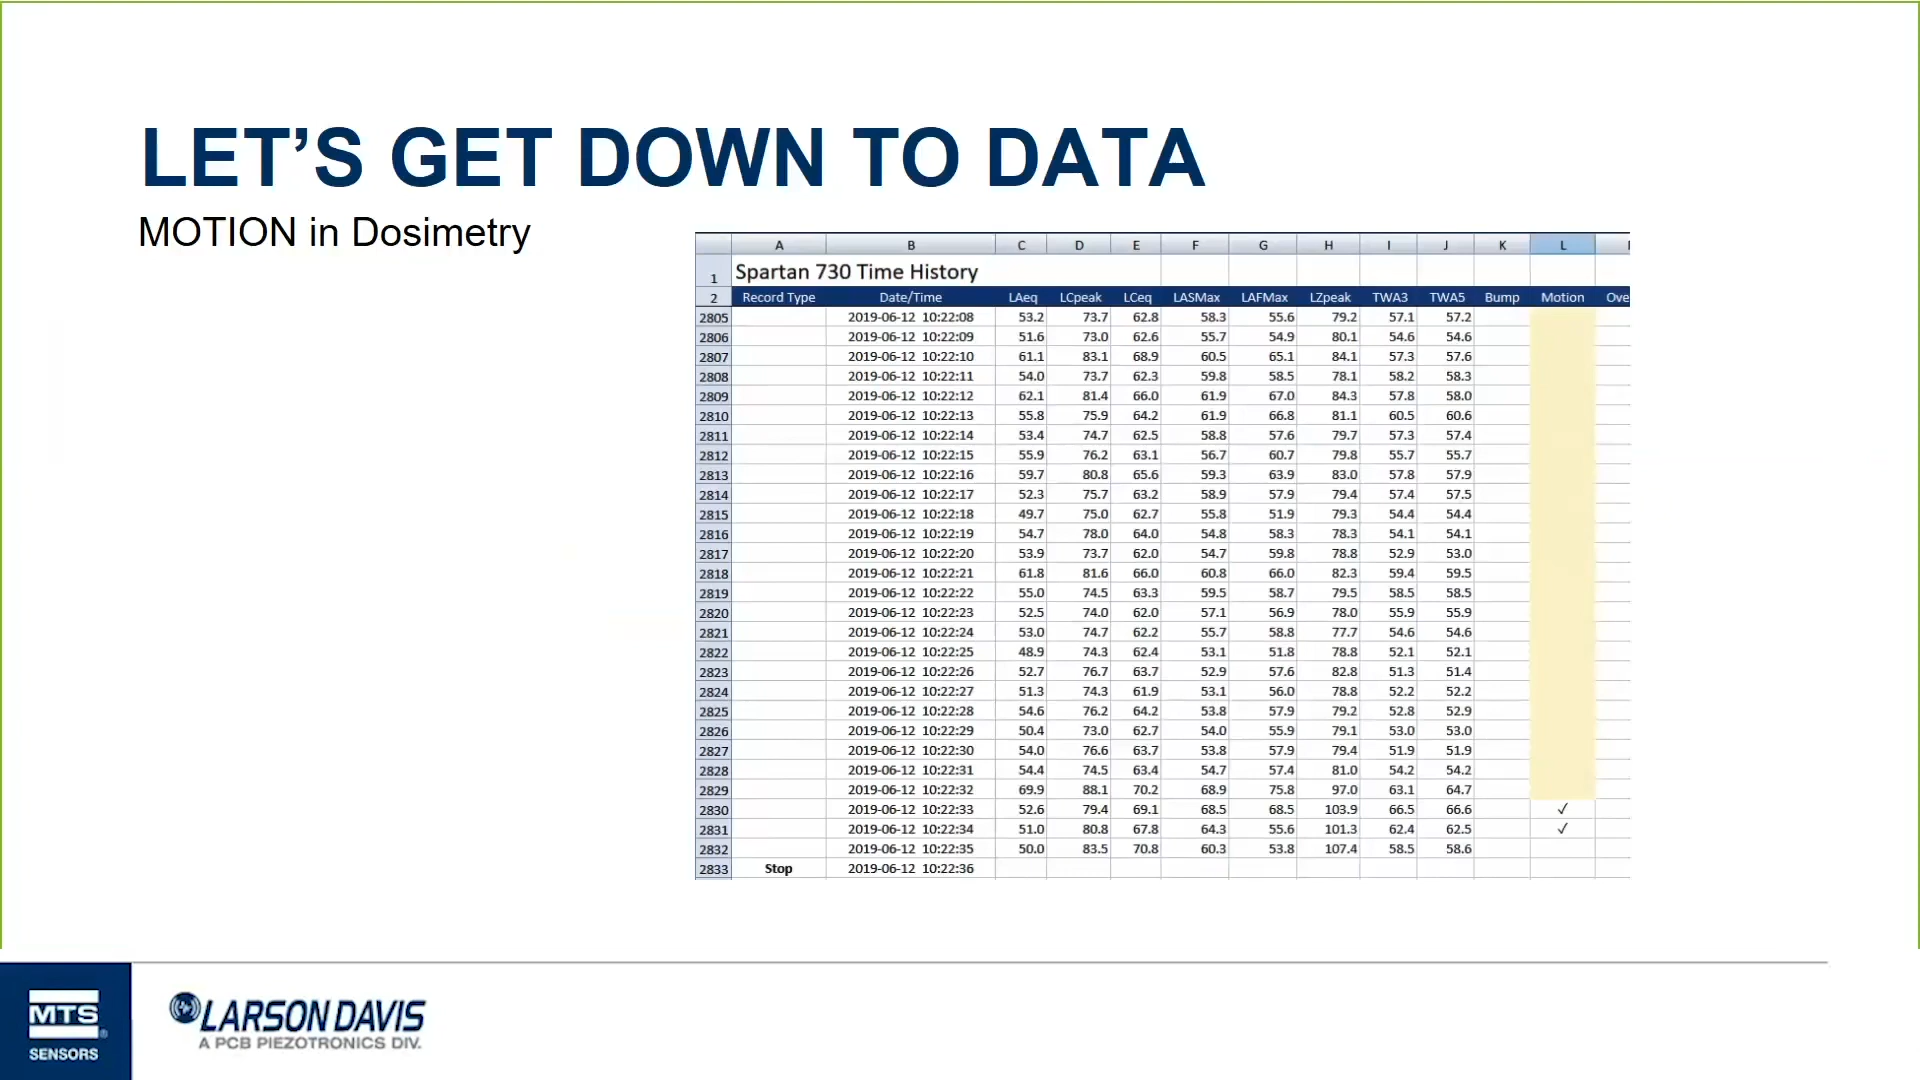 LET’S GET DOWN TO DATA
MOTION in Dosimetry
A B C D E F G H I J K L
1 Spartan 730 Time History
2 Record Type Date/Time LAeq LCpeak LCeq LASMax LAFMax LZpeak TWA3 TWA5 Bump Motion Ove
2805 2019-06-12 10:22:08 53.2 73.7 62.8 58.3 55.6 79.2 57.1 57.2
2806 2019-06-12 10:22:09 51.6 73.0 62.6 55.7 54.9 80.1 54.6 54.6
2807 2019-06-12 10:22:10 61.1 83.1 68.9 60.5 65.1 84.1 57.3 57.6
2808 2019-06-12 10:22:11 54.0 73.7 62.3 59.8 58.5 78.1 58.2 58.3
2809 2019-06-12 10:22:12 62.1 81.4 66.0 61.9 67.0 84.3 57.8 58.0
2810 2019-06-12 10:22:13 55.8 75.9 64.2 61.9 66.8 81.1 60.5 60.6
2811 2019-06-12 10:22:14 53.4 74.7 62.5 58.8 57.6 79.7 57.3 57.4
2812 2019-06-12 10:22:15 55.9 76.2 63.1 56.7 60.7 79.8 55.7 55.7
2813 2019-06-12 10:22:16 59.7 80.8 65.6 59.3 63.9 83.0 57.8 57.9
2814 2019-06-12 10:22:17 52.3 75.7 63.2 58.9 57.9 79.4 57.4 57.5
2815 2019-06-12 10:22:18 49.7 75.0 62.7 55.8 51.9 79.3 54.4 54.4
2816 2019-06-12 10:22:19 54.7 78.0 64.0 54.8 58.3 78.3 54.1 54.1
2817 2019-06-12 10:22:20 53.9 73.7 62.0 54.7 59.8 78.8 52.9 53.0
2818 2019-06-12 10:22:21 61.8 81.6 66.0 60.8 66.0 82.3 59.4 59.5
2819 2019-06-12 10:22:22 55.0 74.5 63.3 59.5 58.7 79.5 58.5 58.5
2820 2019-06-12 10:22:23 52.5 74.0 62.0 57.1 56.9 78.0 55.9 55.9
2821 2019-06-12 10:22:24 53.0 74.7 62.2 55.7 58.8 77.7 54.6 54.6
2822 2019-06-12 10:22:25 48.9 74.3 62.4 53.1 51.8 78.8 52.1 52.1
2823 2019-06-12 10:22:26 52.7 76.7 63.7 52.9 57.6 82.8 51.3 51.4
2824 2019-06-12 10:22:27 51.3 74.3 61.9 53.1 56.0 78.8 52.2 52.2
2825 2019-06-12 10:22:28 54.6 76.2 64.2 53.8 57.9 79.2 52.8 52.9
2826 2019-06-12 10:22:29 50.4 73.0 62.7 54.0 55.9 79.1 53.0 53.0
2827 2019-06-12 10:22:30 54.0 76.6 63.7 53.8 57.9 79.4 51.9 51.9
2828 2019-06-12 10:22:31 54.4 74.5 63.4 54.7 57.4 81.0 54.2 54.2
2829 2019-06-12 10:22:32 69.9 88.1 70.2 68.9 75.8 97.0 63.1 64.7
2830 2019-06-12 10:22:33 52.6 79.4 69.1 68.5 68.5 103.9 66.5 66.6 ✓
2831 2019-06-12 10:22:34 51.0 80.8 67.8 64.3 55.6 101.3 62.4 62.5 ✓
2832 2019-06-12 10:22:35 50.0 83.5 70.8 60.3 53.8 107.4 58.5 58.6
2833 Stop 2019-06-12 10:22:36
MTS®
SENSORS
LARSON DAVIS
A PCB PIEZOTRONICS DIV.